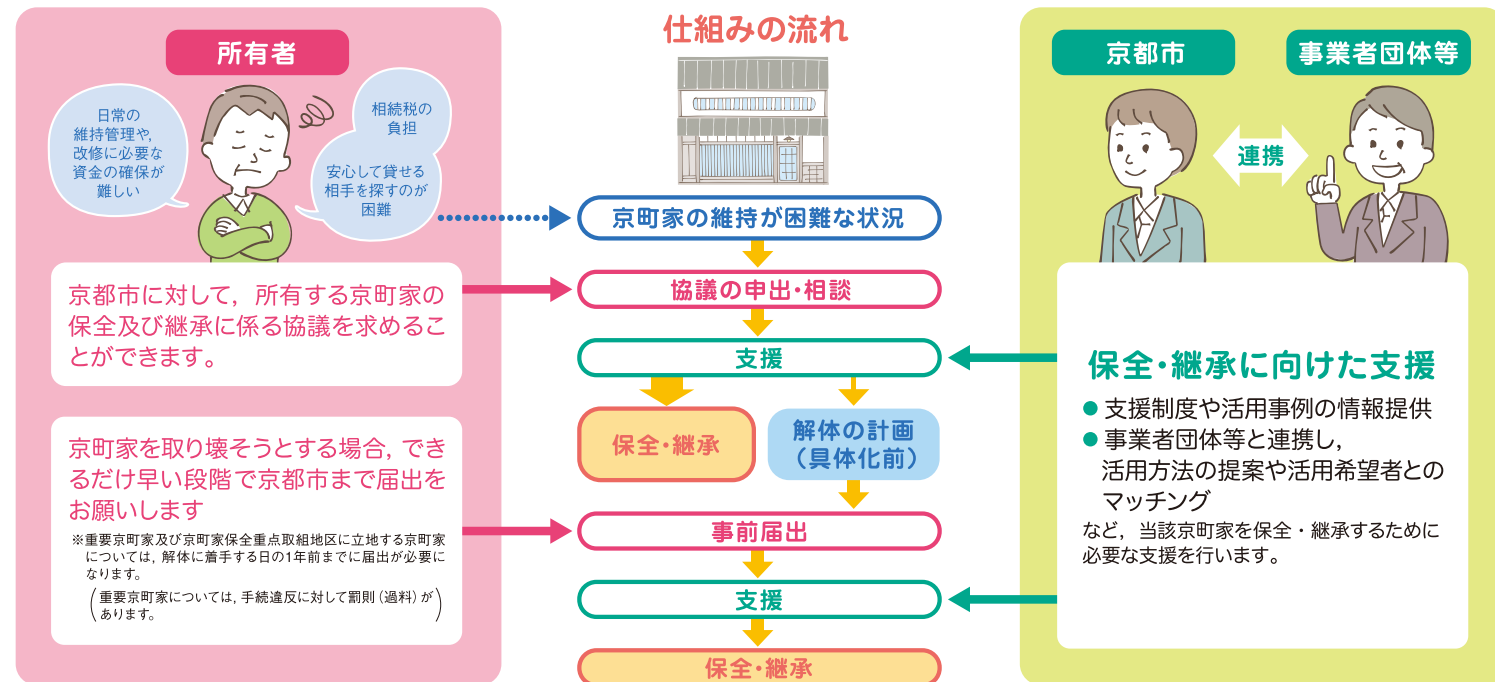 所有者
日常の
維持管理や,
改修に必要な
資金の確保が
難しい
相続税の
負担
安心して貸せる
相手を探すのが
困難
京都市に対して，所有する京町家の
保全及び継承に係る協議を求めるこ
とができます。
京町家を取り壊そうとする場合，でき
るだけ早い段階で京都市まで届出を
お願いします
※重要京町家及び京町家保全重点取組地区に立地する京町家
については，解体に着手する日の1年前までに届出が必要に
なります。
（重要京町家については，手続違反に対して罰則（過料）が
あります。）
仕組みの流れ
京町家の維持が困難な状況
協議の申出・相談
支援
保全・継承
解体の計画
（具体化前）
事前届出
支援
保全・継承
京都市
連携
事業者団体等
保全・継承に向けた支援
● 支援制度や活用事例の情報提供
● 事業者団体等と連携し，
活用方法の提案や活用希望者との
マッチング
など，当該京町家を保全・継承するために
必要な支援を行います。